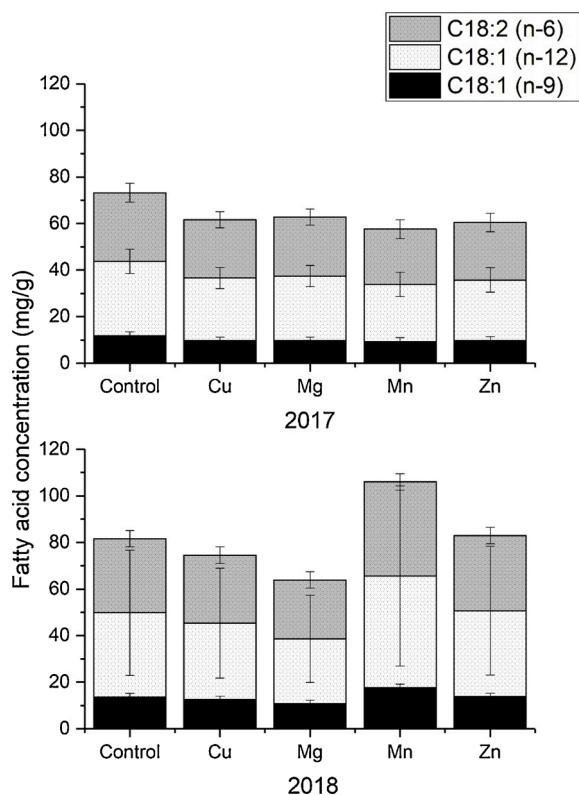 C18:2 (n-6)
C18:1 (n-12)
C18:1 (n-9)
Fatty acid concentration (mg/g)
120
100
80
60
40
20
0
Control Cu Mg Mn Zn
2017
120
100
80
60
40
20
0
Control Cu Mg Mn Zn
2018